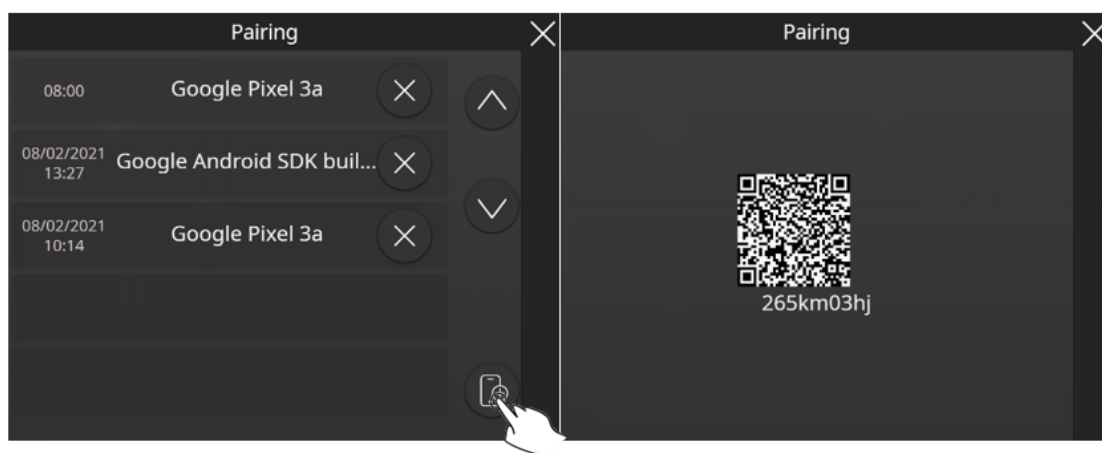 Pairing
08:00
Google Pixel 3a
08/02/2021
13:27
Google Android SDK buil...
08/02/2021
10:14
Google Pixel 3a
Pairing
265km03hj